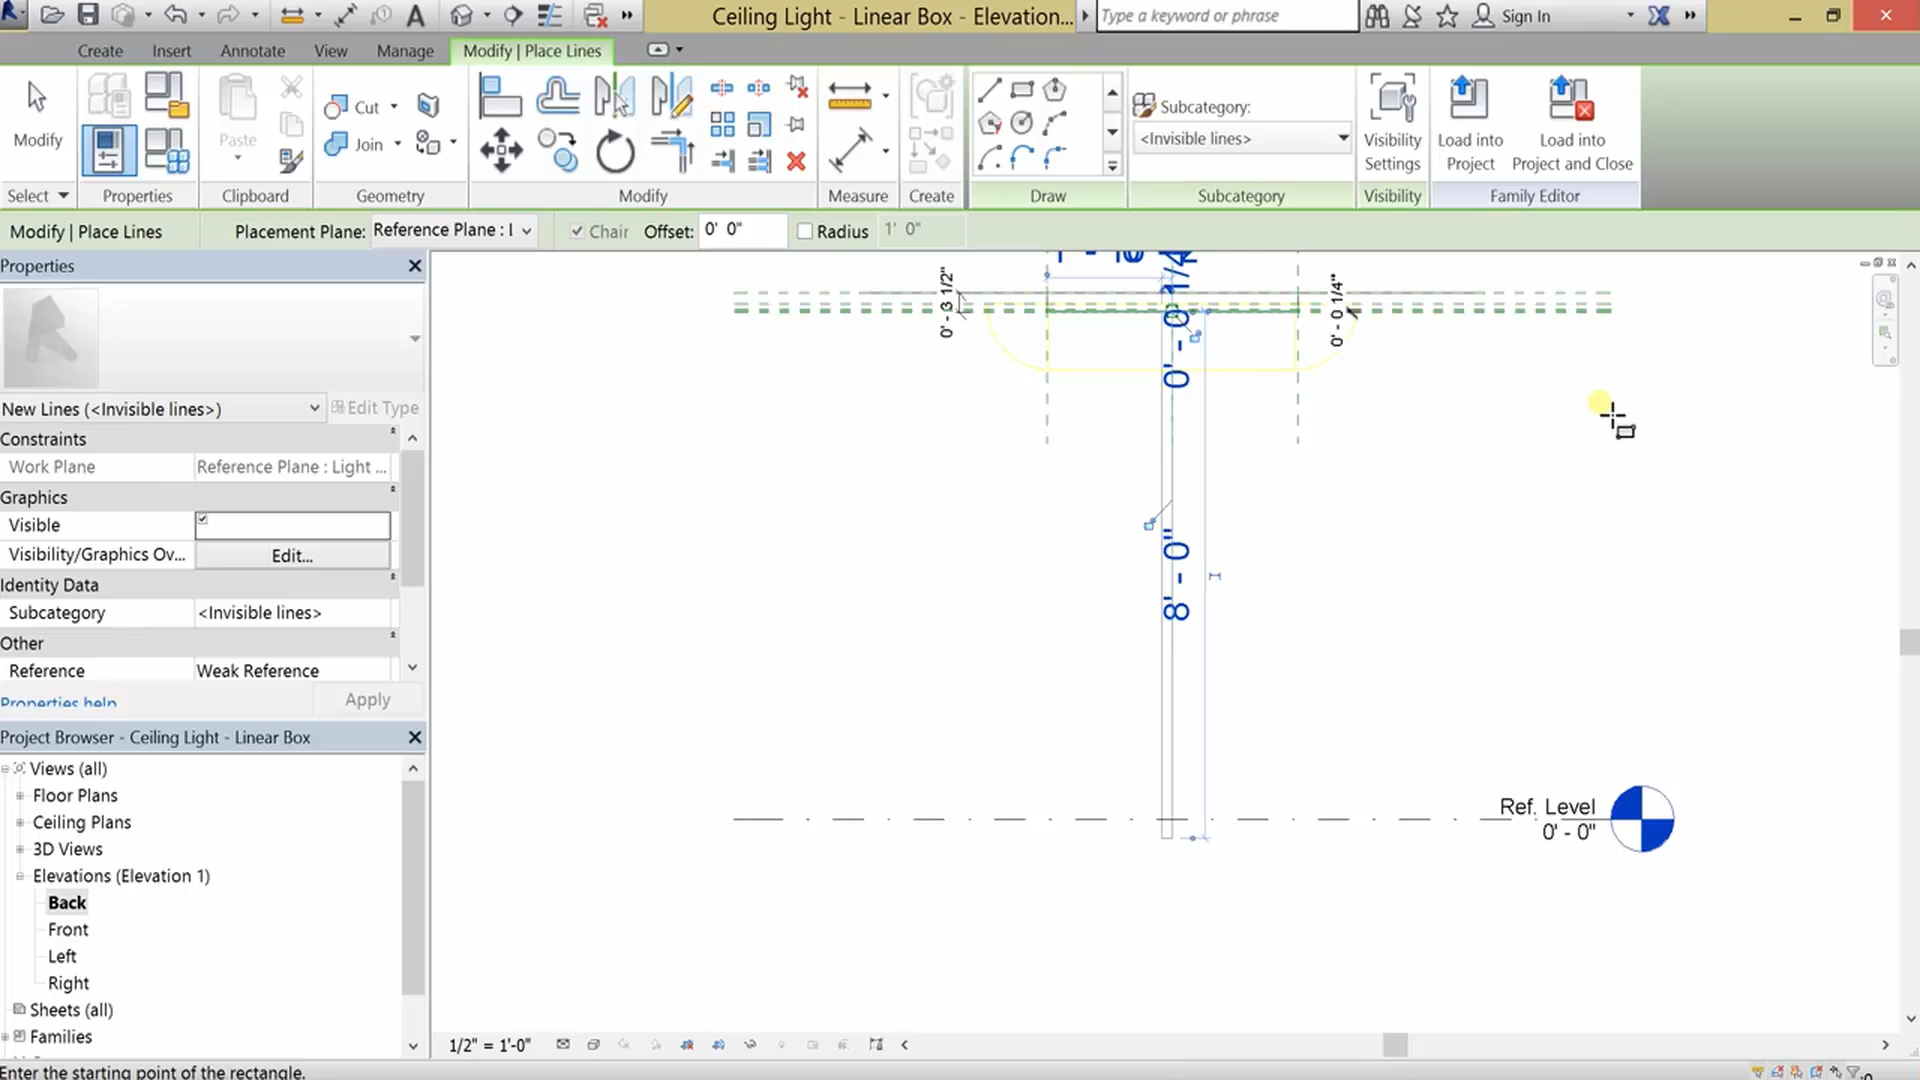 Ceiling Light - Linear Box - Elevation...
Type a keyword or phrase
Sign In
Create
Insert
Annotate
View
Manage
Modify | Place Lines
Modify
Paste
Cut
Join
Subcategory:
<Invisible lines>
Visibility
Settings
Load into
Project
Load into
Project and Close
Select
Properties
Clipboard
Geometry
Modify
Measure
Create
Draw
Subcategory
Visibility
Family Editor
Modify | Place Lines
Placement Plane:
Reference Plane : l
Chain
Offset:
0' 0"
Radius
1' 0"
Properties
New Lines (<Invisible lines>)
Edit Type
Constraints
Work Plane
Reference Plane : Light ...
Graphics
Visible
Visibility/Graphics Ov...
Edit...
Identity Data
Subcategory
<Invisible lines>
Other
Reference
Weak Reference
Properties help
Apply
Project Browser - Ceiling Light - Linear Box
Views (all)
Floor Plans
Ceiling Plans
3D Views
Elevations (Elevation 1)
Back
Front
Left
Right
Sheets (all)
Families
0' - 3 1/2"
0' - 0 1/4"
0' - 0 1/4"
8' - 0"
Ref. Level
0' - 0"
1/2" = 1'-0"
Enter the starting point of the rectangle.
:0